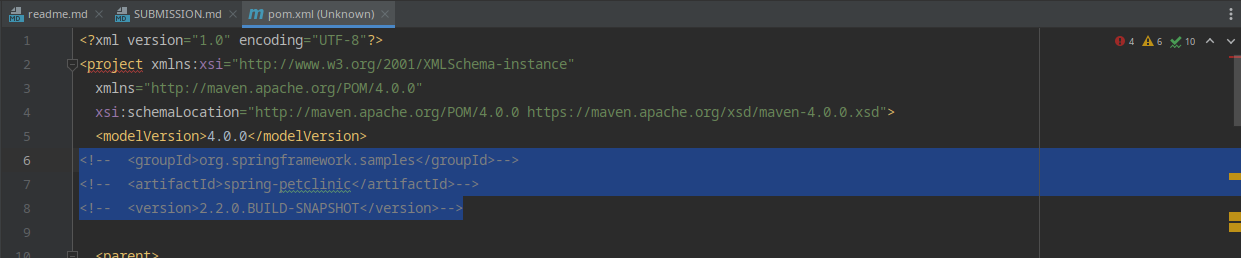 readme.md SUBMISSION.md pom.xml (Unknown)
1 <?xml version="1.0" encoding="UTF-8"?> 4 6 10
2 <project xmlns:xsi="http://www.w3.org/2001/XMLSchema-instance"
3 xmlns="http://maven.apache.org/POM/4.0.0"
4 xsi:schemaLocation="http://maven.apache.org/POM/4.0.0 https://maven.apache.org/xsd/maven-4.0.0.xsd">
5 <modelVersion>4.0.0</modelVersion>
6 <!-- <groupId>org.springframework.samples</groupId>-->
7 <!-- <artifactId>spring-petclinic</artifactId>-->
8 <!-- <version>2.2.0.BUILD-SNAPSHOT</version>-->
9
10 <parent>